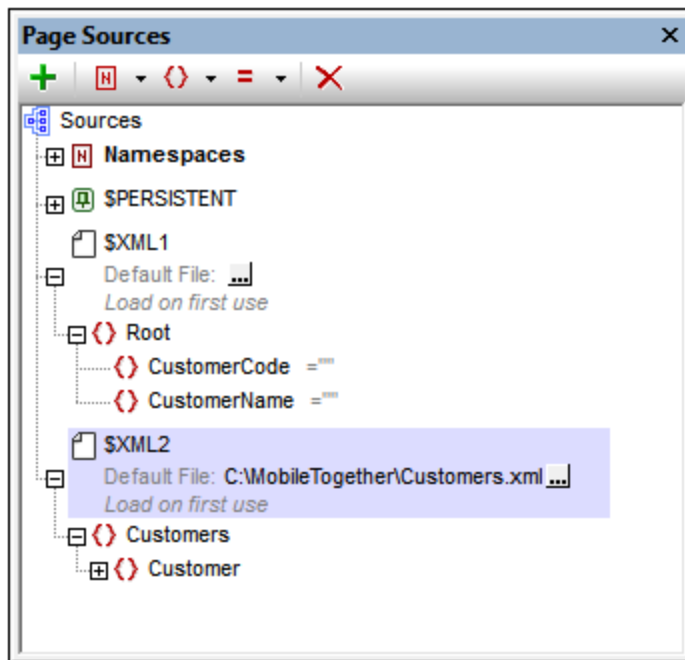 Page Sources
Sources
Namespaces
$PERSISTENT
$XML1
Default File: ...
Load on first use
Root
CustomerCode =""
CustomerName =""
$XML2
Default File: C:\MobileTogether\Customers.xml ...
Load on first use
Customers
Customer